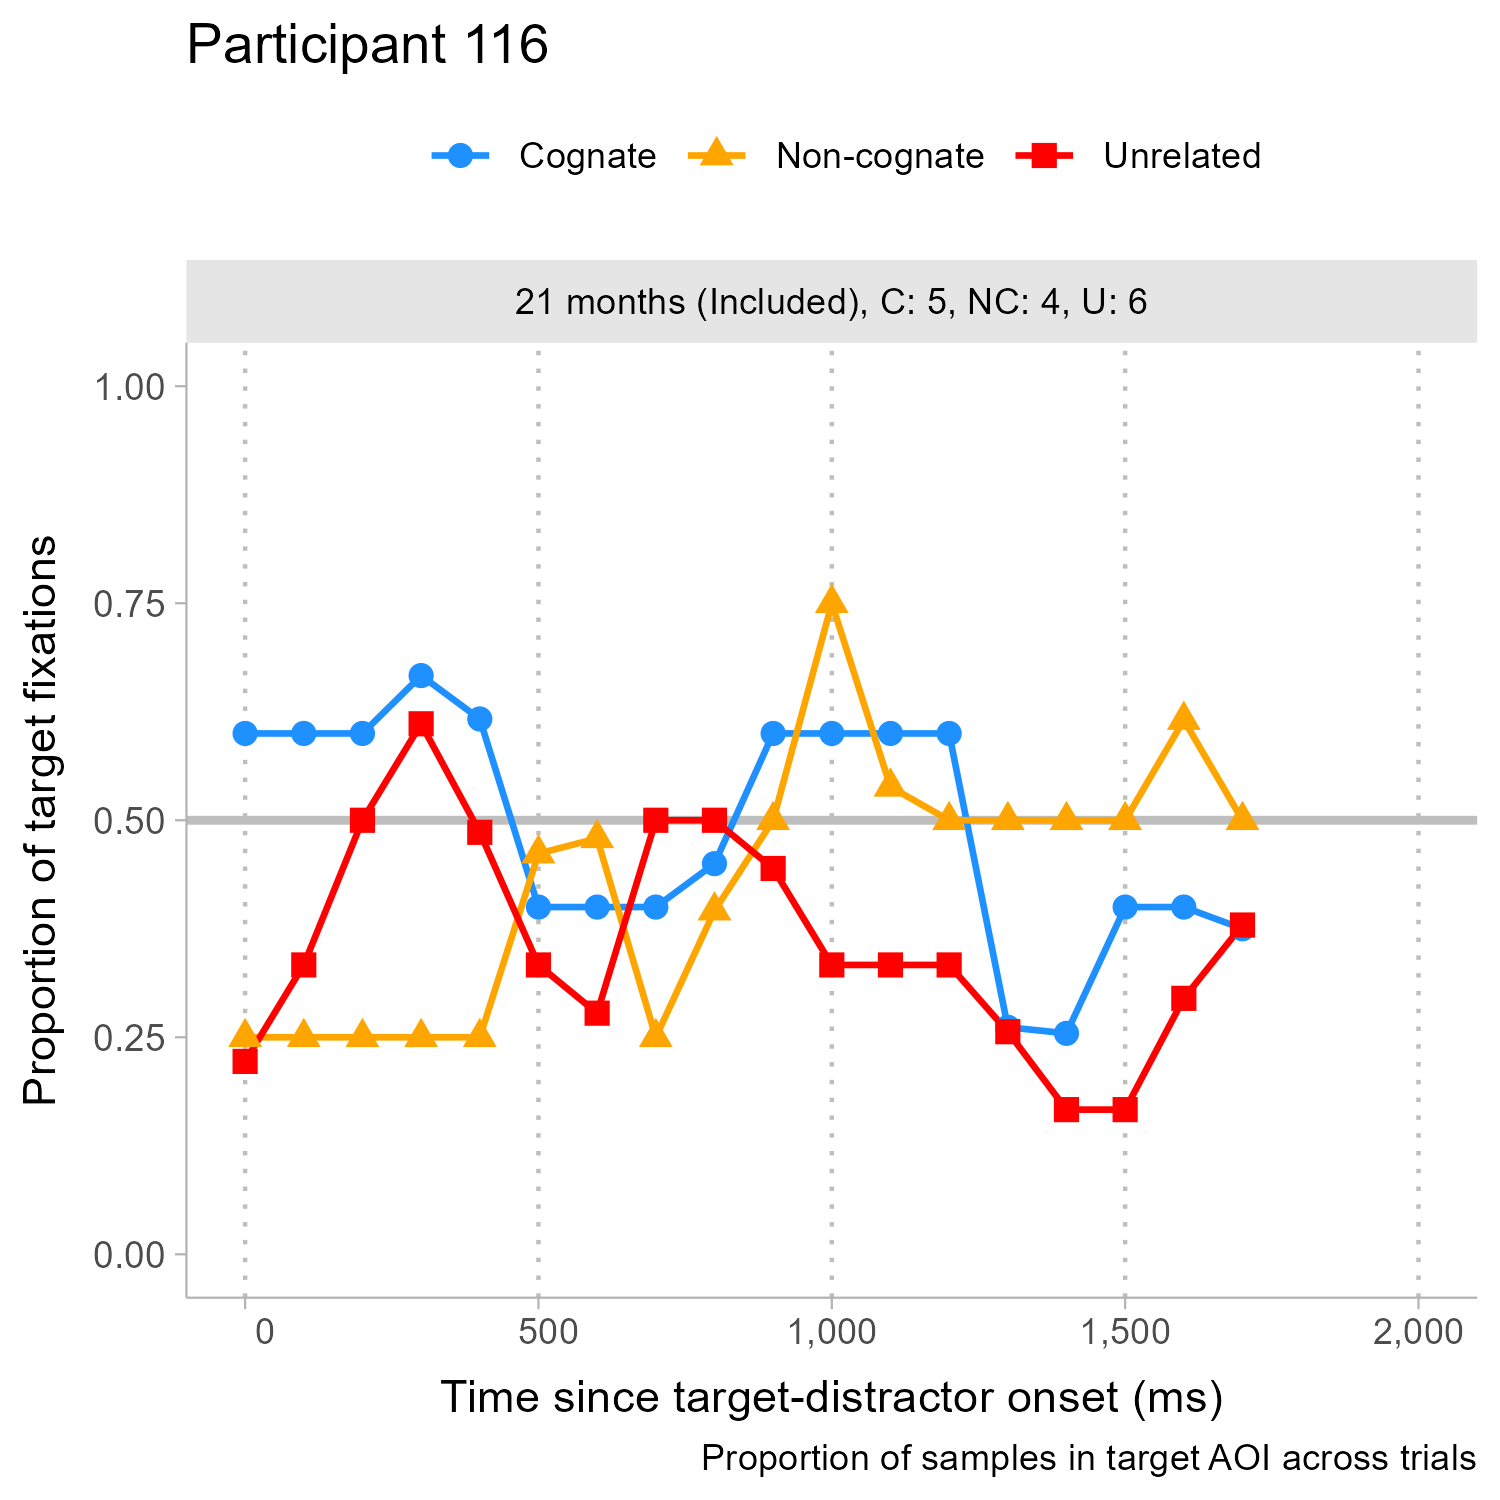 Participant 116
Cognate Non-cognate Unrelated
21 months (Included), C: 5, NC: 4, U: 6
1.00
0.75
0.50
0.25
0.00
Proportion of target fixations
0 500 1,000 1,500 2,000
Time since target-distractor onset (ms)
Proportion of samples in target AOI across trials